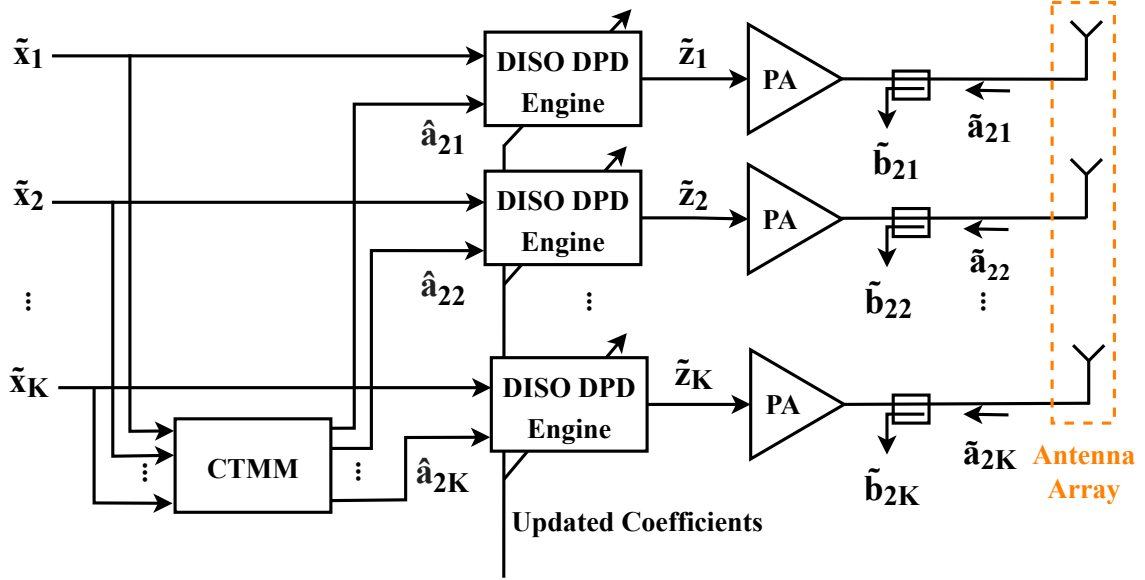 x̃1
DISO DPD
Engine
z̃1
PA
â21
b̃21
ã21
x̃2
DISO DPD
Engine
z̃2
PA
â22
b̃22
ã22
⋮
⋮
⋮
x̃K
DISO DPD
Engine
z̃K
PA
CTMM
⋮
⋮
â2K
b̃2K
ã2K
Antenna
Array
Updated Coefficients